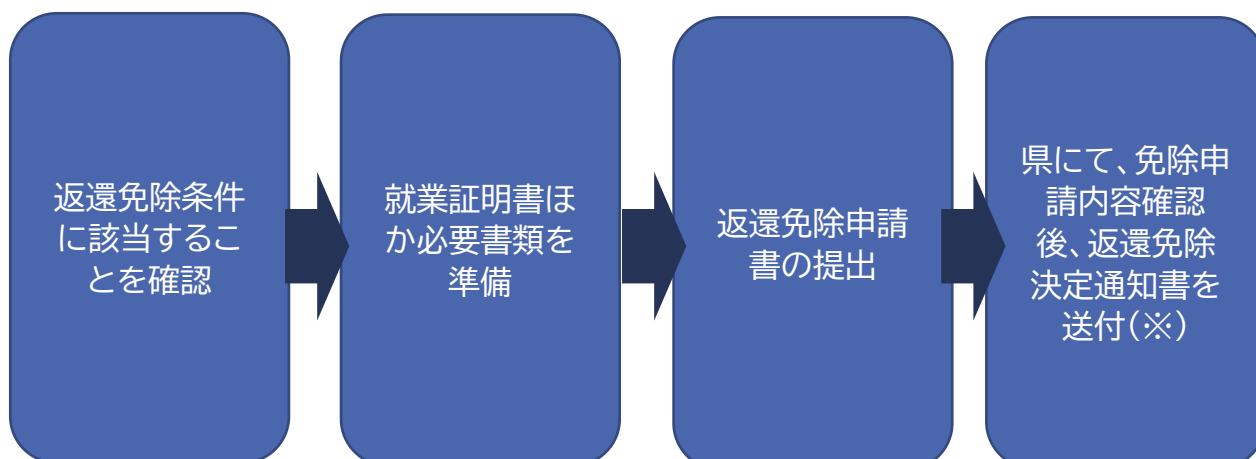 返還免除条件
に該当するこ
とを確認
就業証明書ほ
か必要書類を
準備
返還免除申請
書の提出
県にて、免除申
請内容確認
後、返還免除
決定通知書を
送付(※)